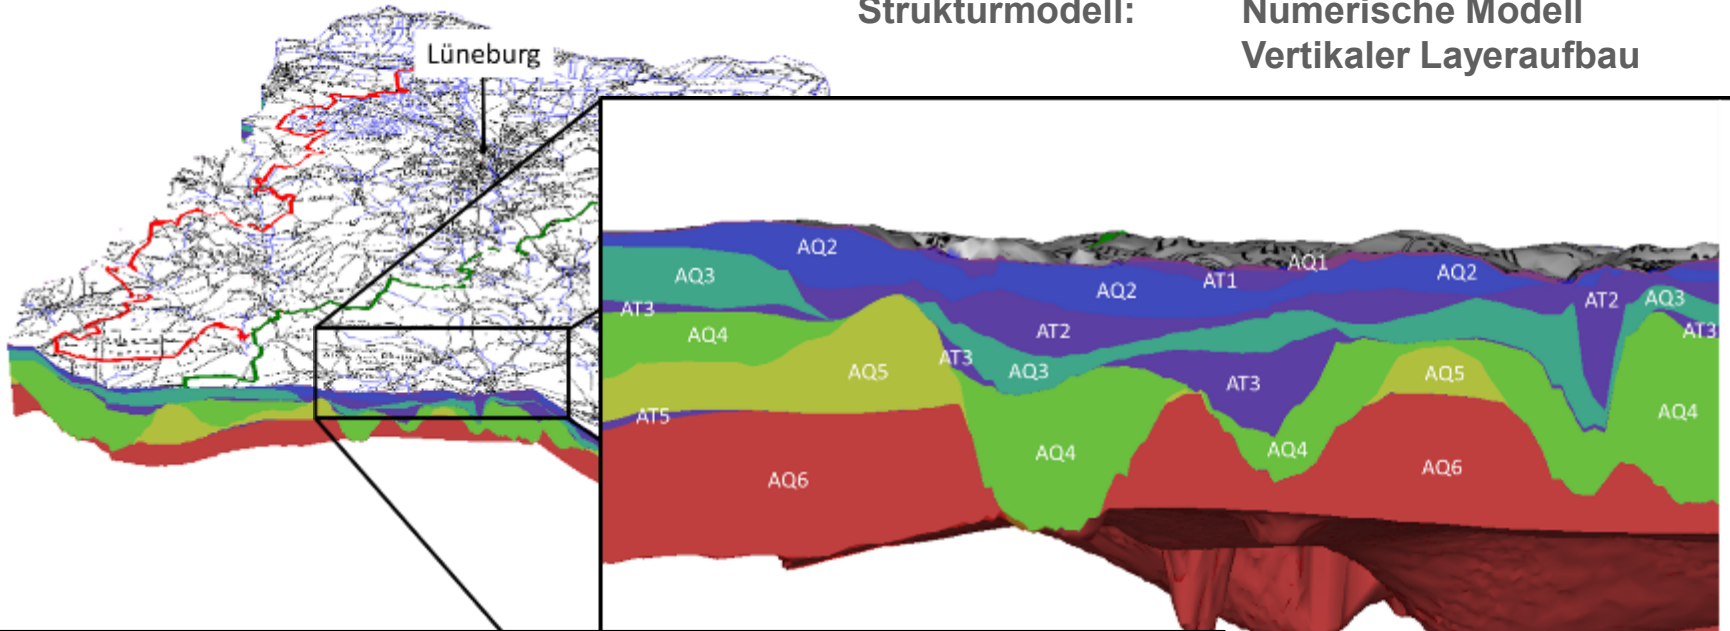 Strukturmodell:
Numerische Modell
Vertikaler Layeraufbau
Lüneburg
AQ2
AQ3
AT3
AQ4
AQ5
AT5
AQ6
AT3
AT2
AQ3
AQ2
AT1
AQ1
AQ2
AT3
AQ4
AQ4
AQ5
AQ6
AT2
AQ3
AT3
AQ4